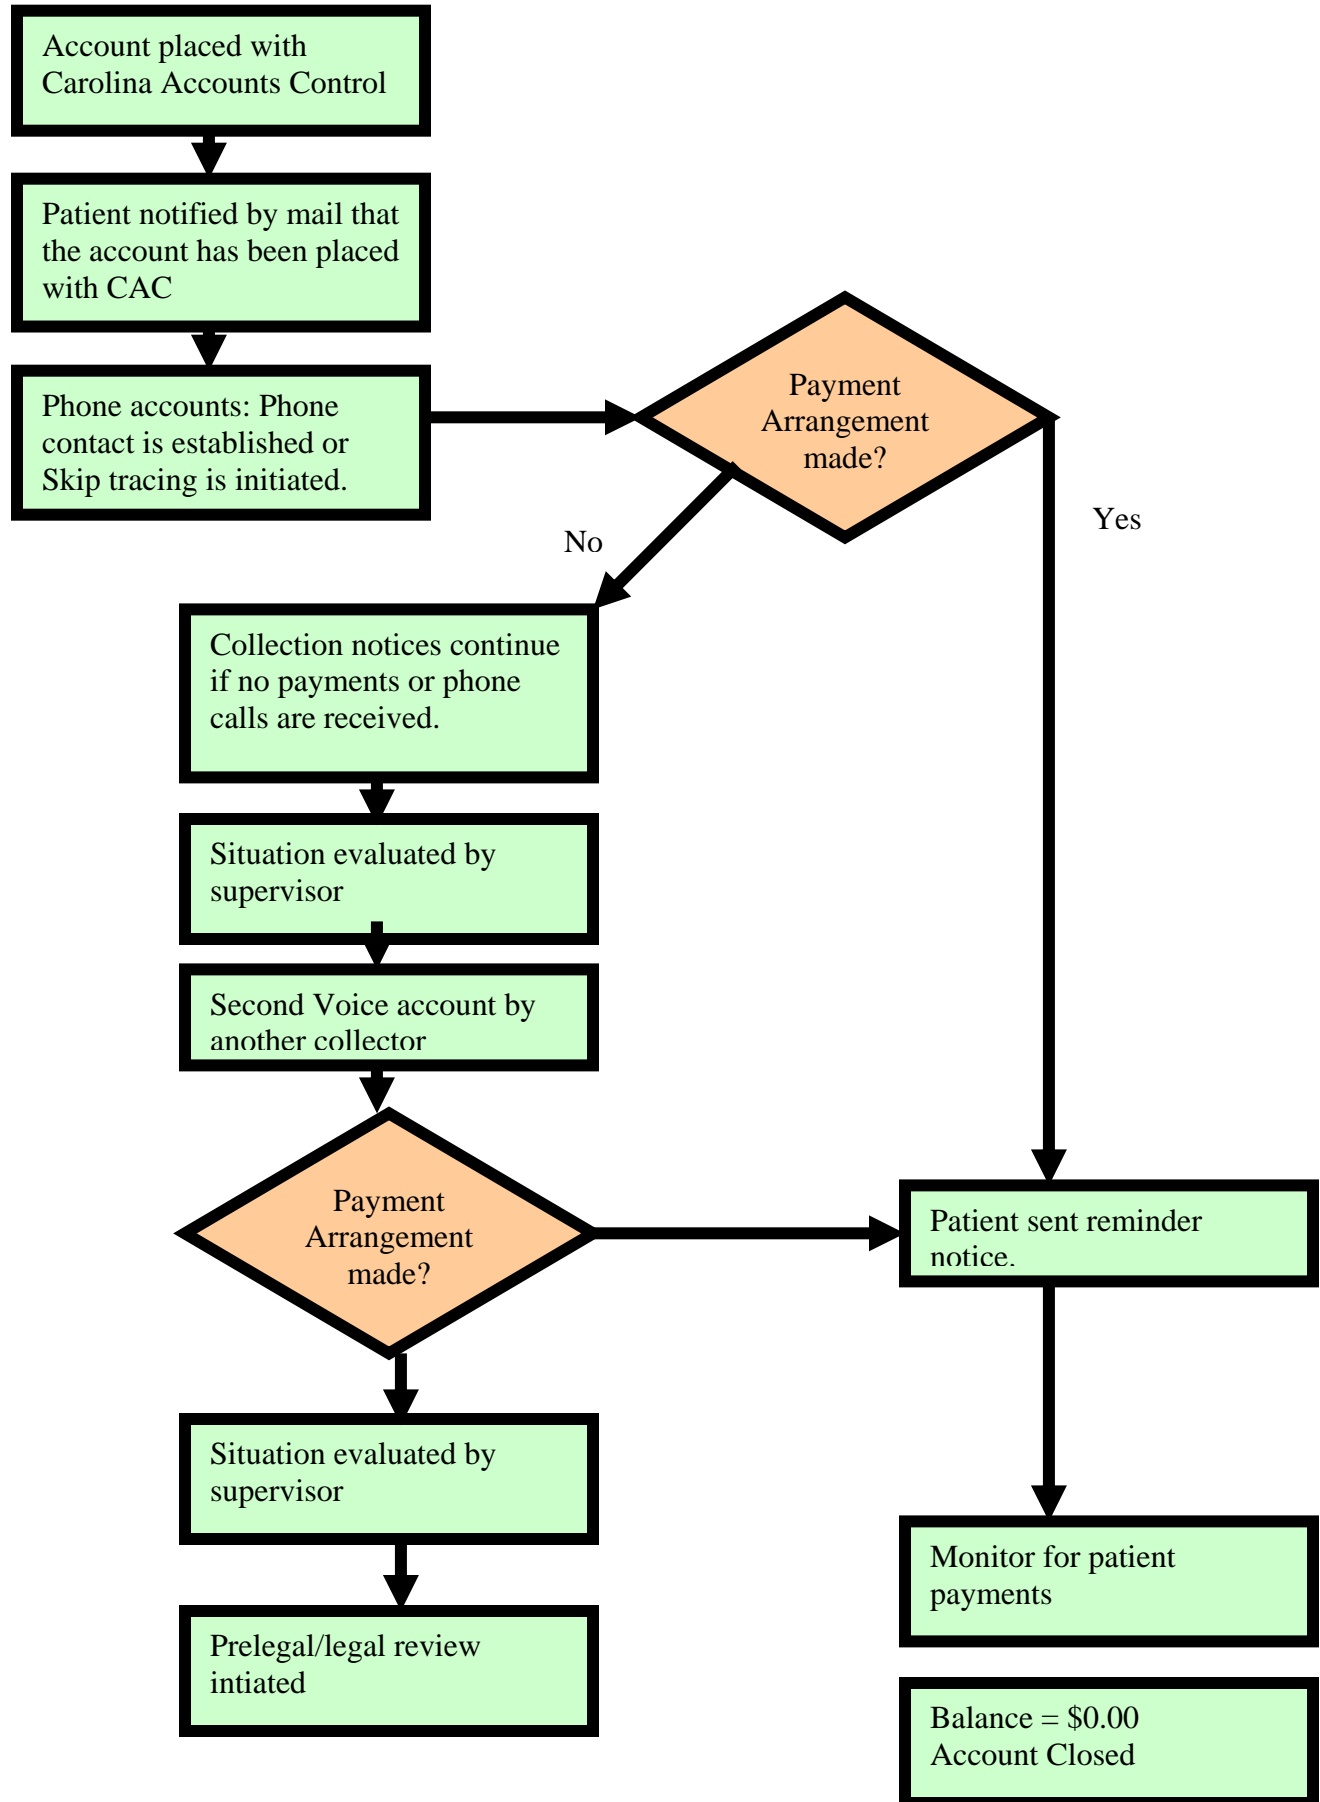 Account placed with
Carolina Accounts Control
Patient notified by mail that
the account has been placed
with CAC
Phone accounts: Phone
contact is established or
Skip tracing is initiated.
Payment
Arrangement
made?
Yes
No
Collection notices continue
if no payments or phone
calls are received.
Situation evaluated by
supervisor
Second Voice account by
another collector
Payment
Arrangement
made?
Patient sent reminder
notice.
Situation evaluated by
supervisor
Monitor for patient
payments
Prelegal/legal review
intiated
Balance = $0.00
Account Closed